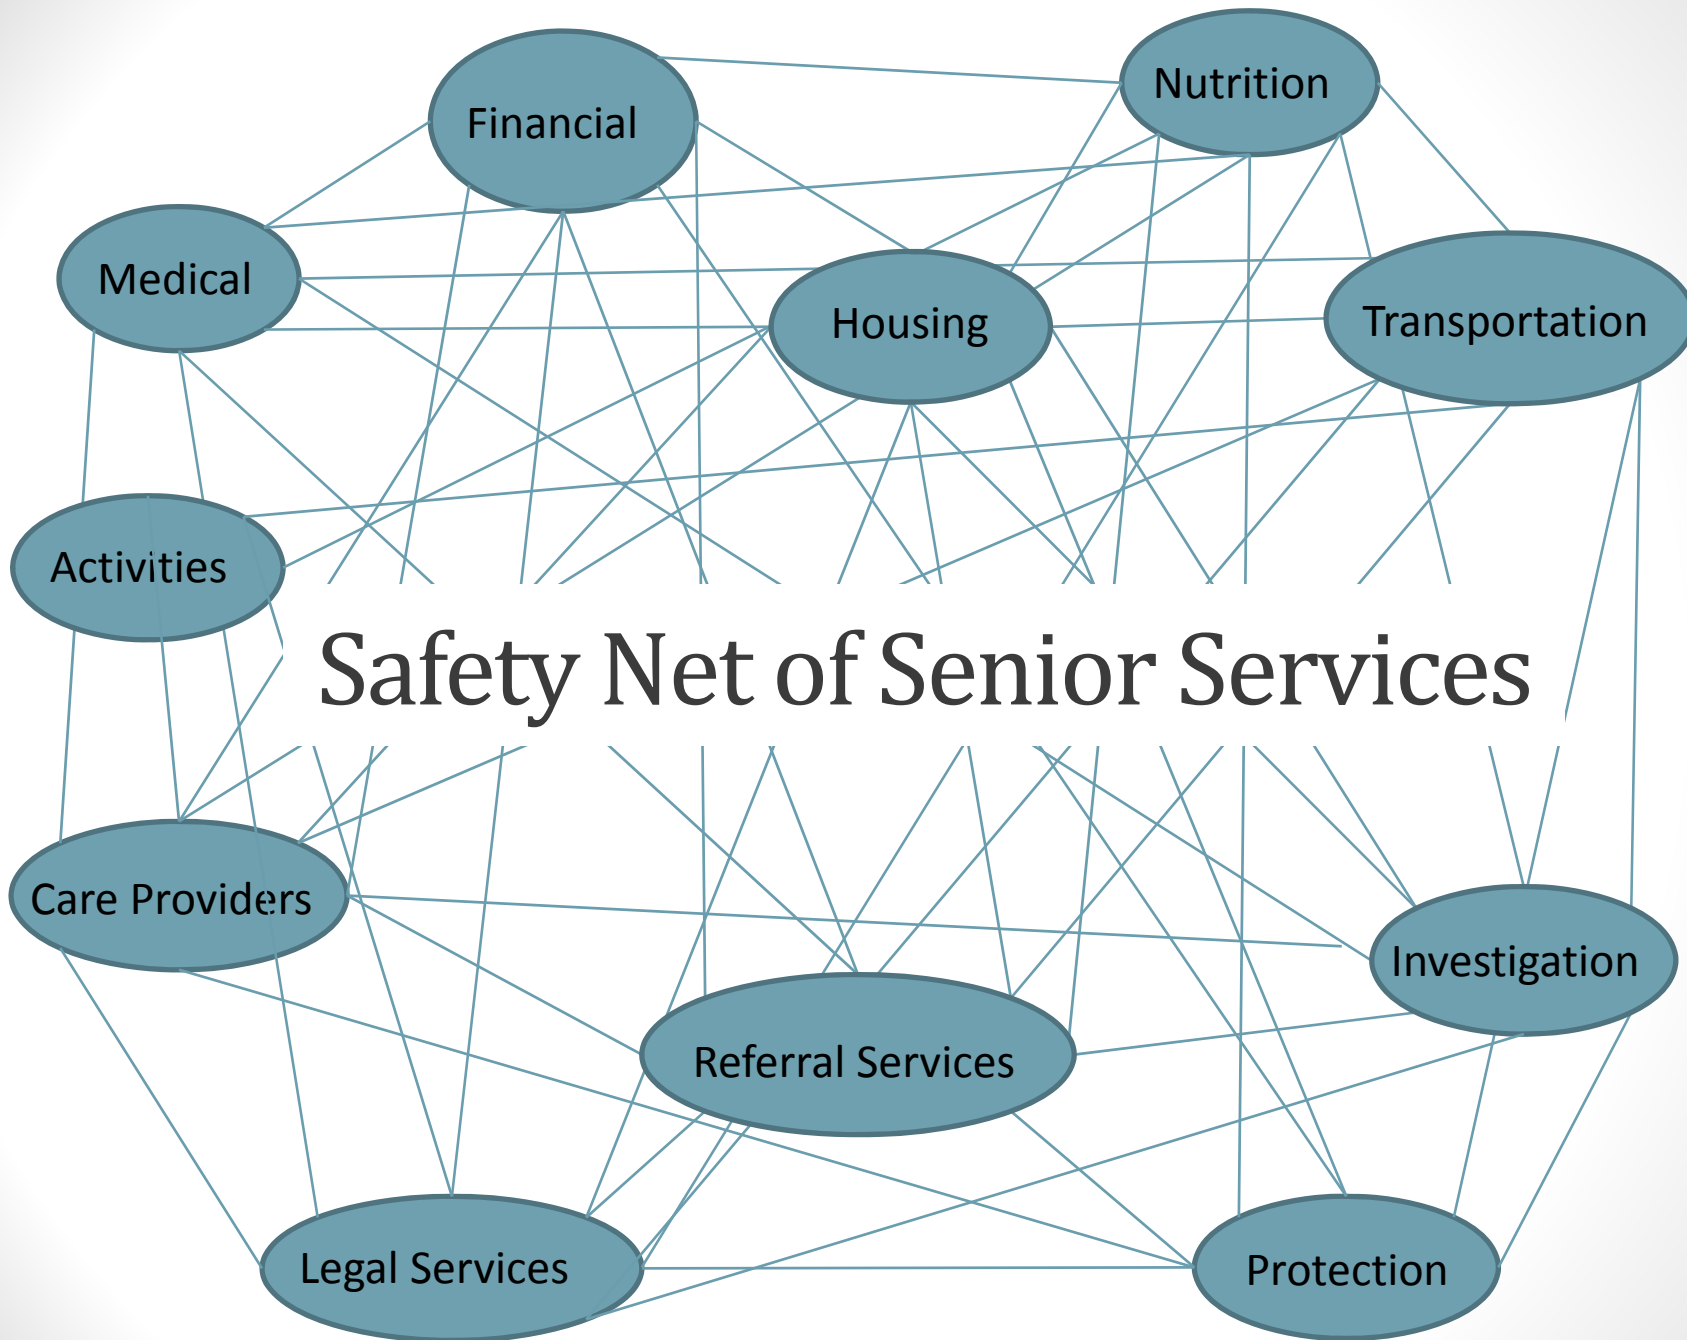 Financial
Nutrition
Medical
Housing
Transportation
Activities
Safety Net of Senior Services
Care Providers
Investigation
Referral Services
Legal Services
Protection